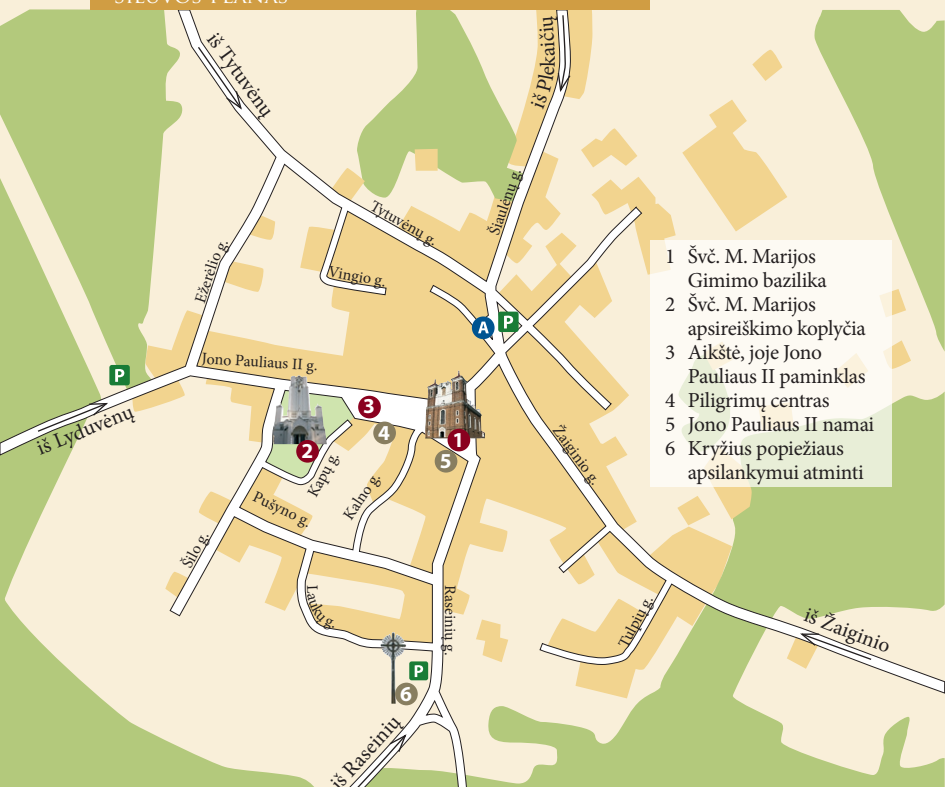 ŠILUVOS PLANAS
iš Tytuvėnų
iš Plekaičių
Šiaulėnų g.
Tytuvėnų g.
Vingio g.
Ežerėlio g.
A
P
P
Jono Pauliaus II g.
iš Lyduvėnų
3
4
2
1
5
Kapų g.
Kalno g.
Žaiginio g.
Pušyno g.
Šilo g.
Laukų g.
Raseinių g.
Tulpių g.
iš Žaiginio
P
6
iš Raseinių
1 Švč. M. Marijos
Gimimo bazilika
2 Švč. M. Marijos
apsireiškimo koplyčia
3 Aikštė, joje Jono
Pauliaus II paminklas
4 Piligrimų centras
5 Jono Pauliaus II namai
6 Kryžius popiežiaus
apsilankymui atminti